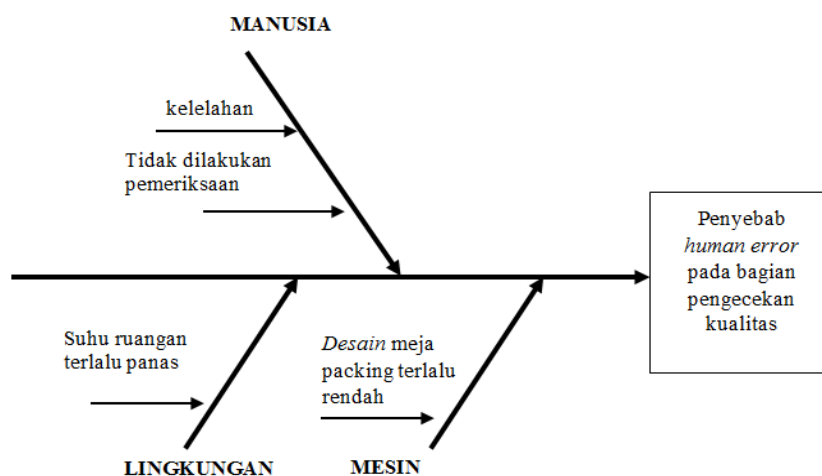 MANUSIA
kelelahan
Tidak dilakukan
pemeriksaan
Penyebab
human error
pada bagian
pengecekan
kualitas
Suhu ruangan
terlalu panas
Desain meja
packing terlalu
rendah
LINGKUNGAN
MESIN